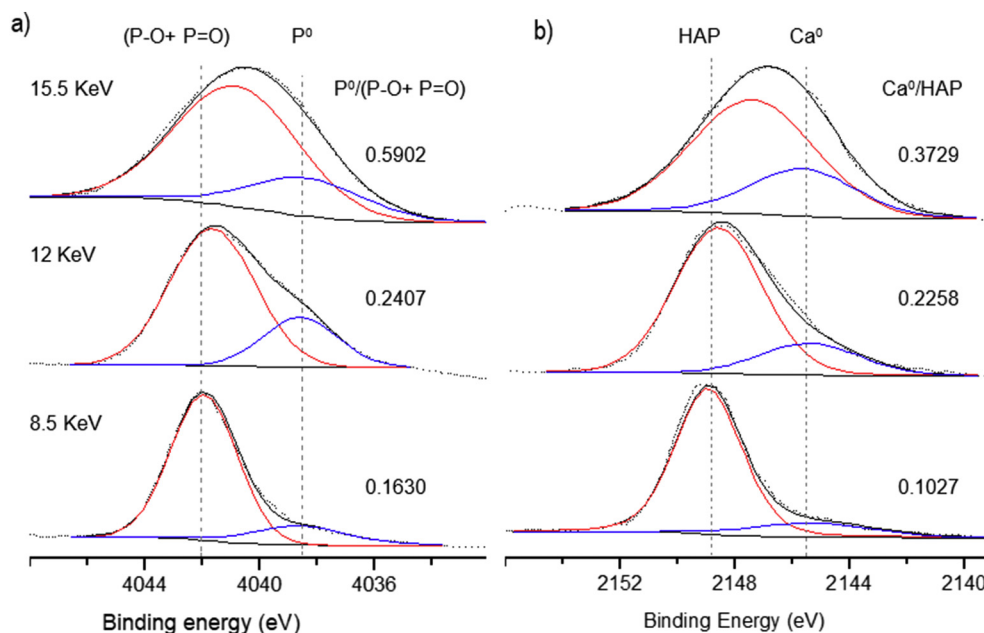 a)
(P-O+ P=O) P⁰
15.5 KeV
P⁰/(P-O+ P=O)
0.5902
12 KeV
0.2407
8.5 KeV
0.1630
4044 4040 4036
Binding energy (eV)
b)
HAP Ca⁰
Ca⁰/HAP
0.3729
0.2258
0.1027
2152 2148 2144 2140
Binding Energy (eV)